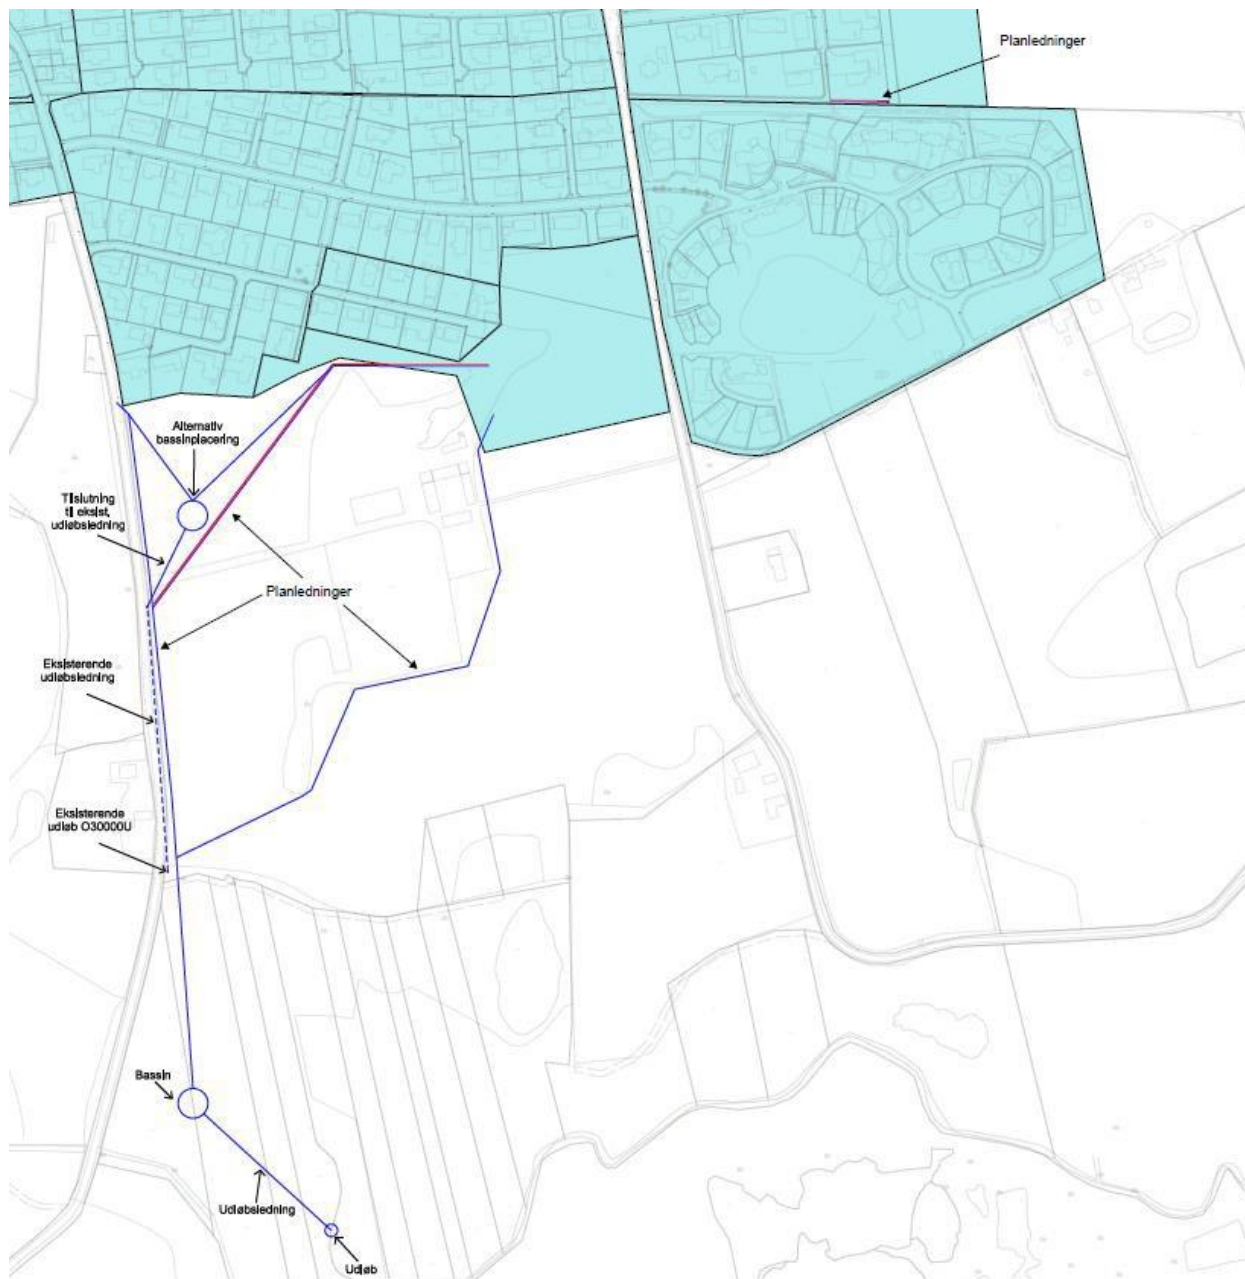 Planledninger
Alternativ
bassinplacering
Tilslutning
til eksist.
udløbsledning
Planledninger
Eksisterende
udløbsledning
Eksisterende
udløb O30000U
Bassin
Udløbsledning
Udløb